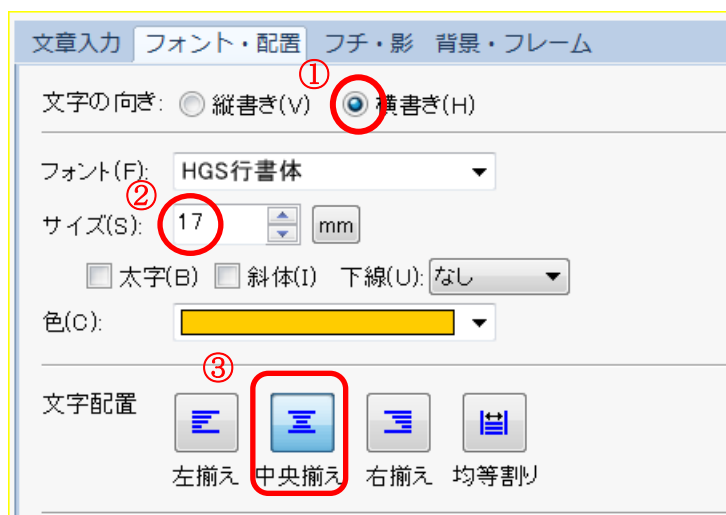 文章入力 フォント・配置 フチ・影 背景・フレーム
①
文字の向き: 縦書き(V) 横書き(H)
フォント(F): HGS行書体
②
サイズ(S): 17 mm
太字(B) 斜体(I) 下線(U): なし
色(C):
③
文字配置
左揃え 中央揃え 右揃え 均等割り